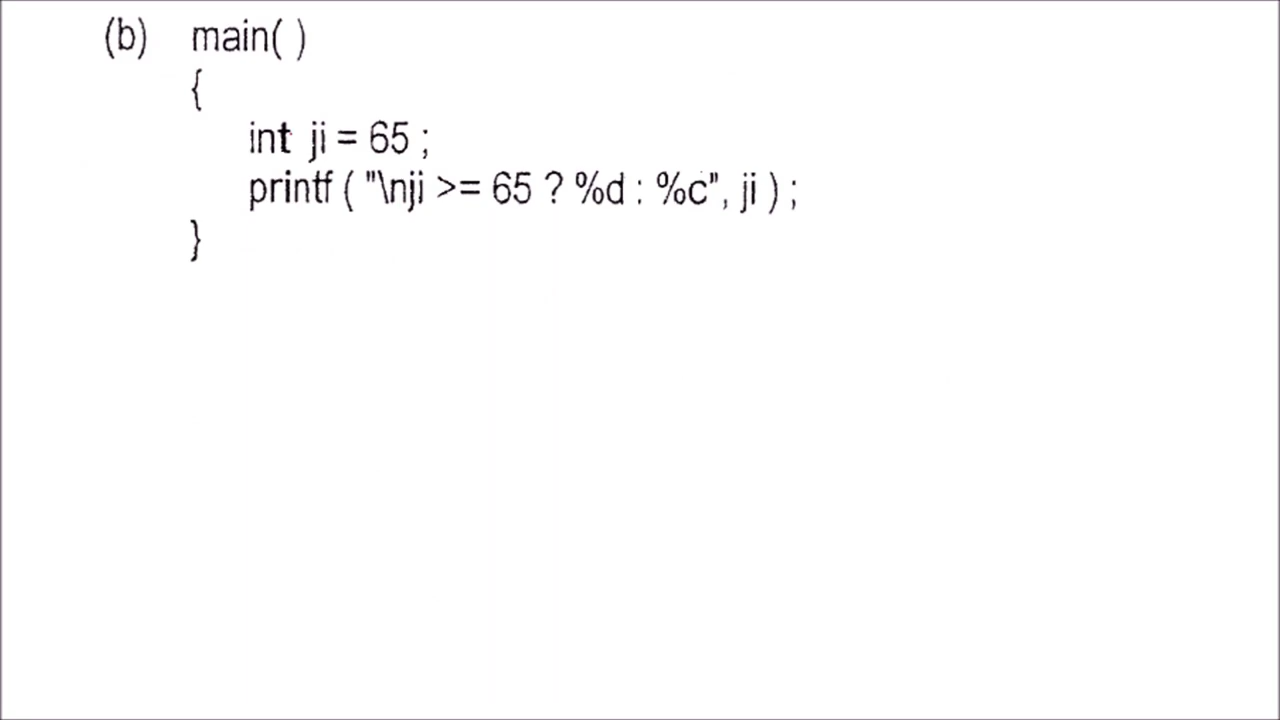 (b) main( )
{
int ji = 65 ;
printf ( "\nji >= 65 ? %d : %c", ji ) ;
}